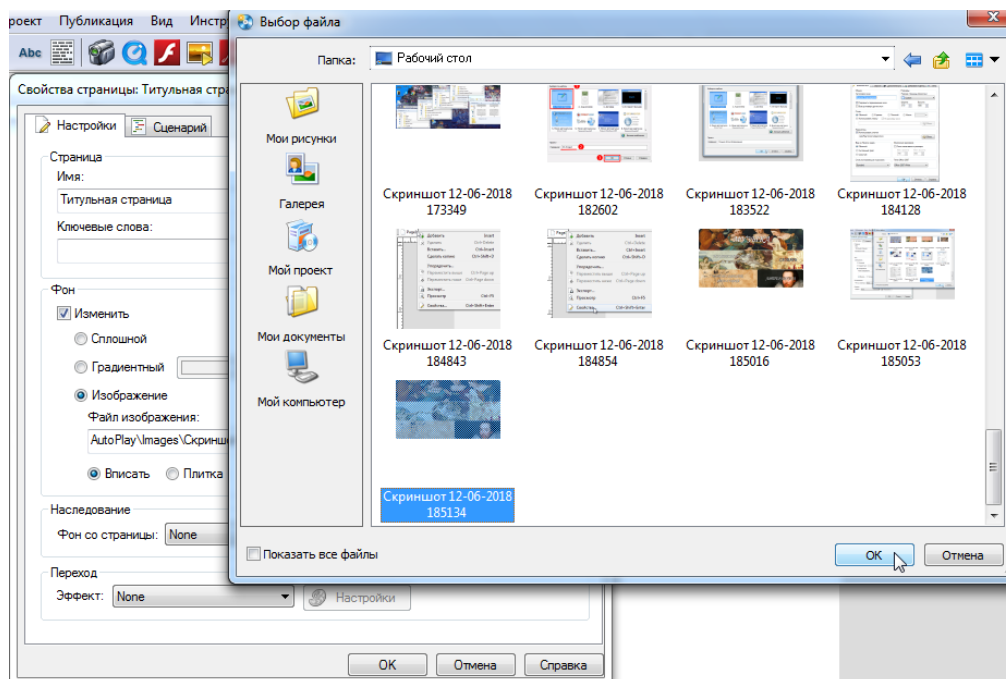 роект Публикация Вид Инстр
Abc
Выбор файла
Папка: Рабочий стол
Мои рисунки
Галерея
Мой проект
Мои документы
Мой компьютер
Скриншот 12-06-2018
173349
Скриншот 12-06-2018
182602
Скриншот 12-06-2018
183522
Скриншот 12-06-2018
184128
Скриншот 12-06-2018
184843
Скриншот 12-06-2018
184854
Скриншот 12-06-2018
185016
Скриншот 12-06-2018
185053
Скриншот 12-06-2018
185134
Показать все файлы
OK Отмена
Свойства страницы: Титульная стра
Настройки Сценарий
Страница
Имя:
Титульная страница
Ключевые слова:
Фон
Изменить
Сплошной
Градиентный
Изображение
Файл изображения:
AutoPlay\Images\Скринш
Вписать Плитка
Наследование
Фон со страницы: None
Переход
Эффект: None Настройки
OK Отмена Справка